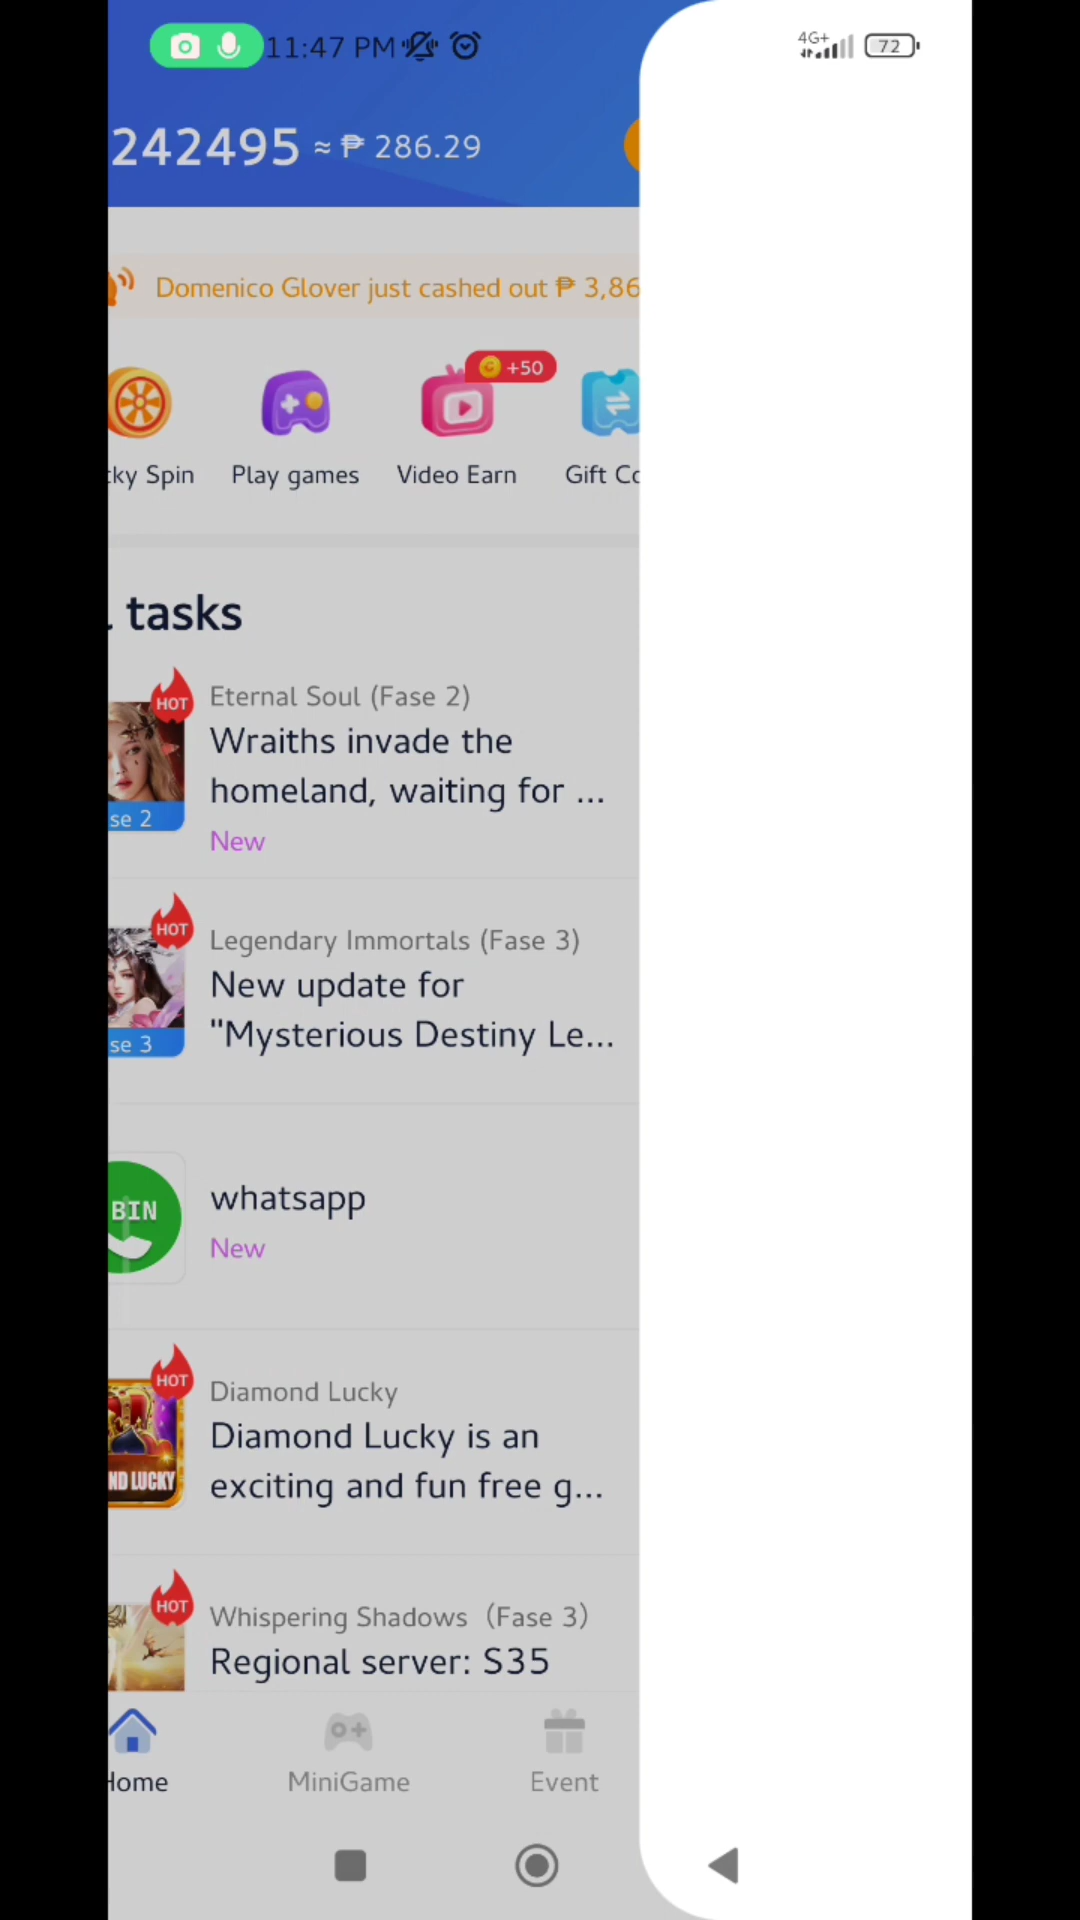 11:47 PM
4G+
72
242495 ≈ ₱ 286.29
Domenico Glover just cashed out ₱ 3,86
+50
cky Spin
Play games
Video Earn
Gift Co
tasks
HOT
Eternal Soul (Fase 2)
Wraiths invade the
homeland, waiting for ...
se 2
New
HOT
Legendary Immortals (Fase 3)
New update for
"Mysterious Destiny Le...
se 3
BIN
whatsapp
New
HOT
Diamond Lucky
Diamond Lucky is an
exciting and fun free g...
ND LUCKY
HOT
Whispering Shadows（Fase 3）
Regional server: S35
Home
MiniGame
Event